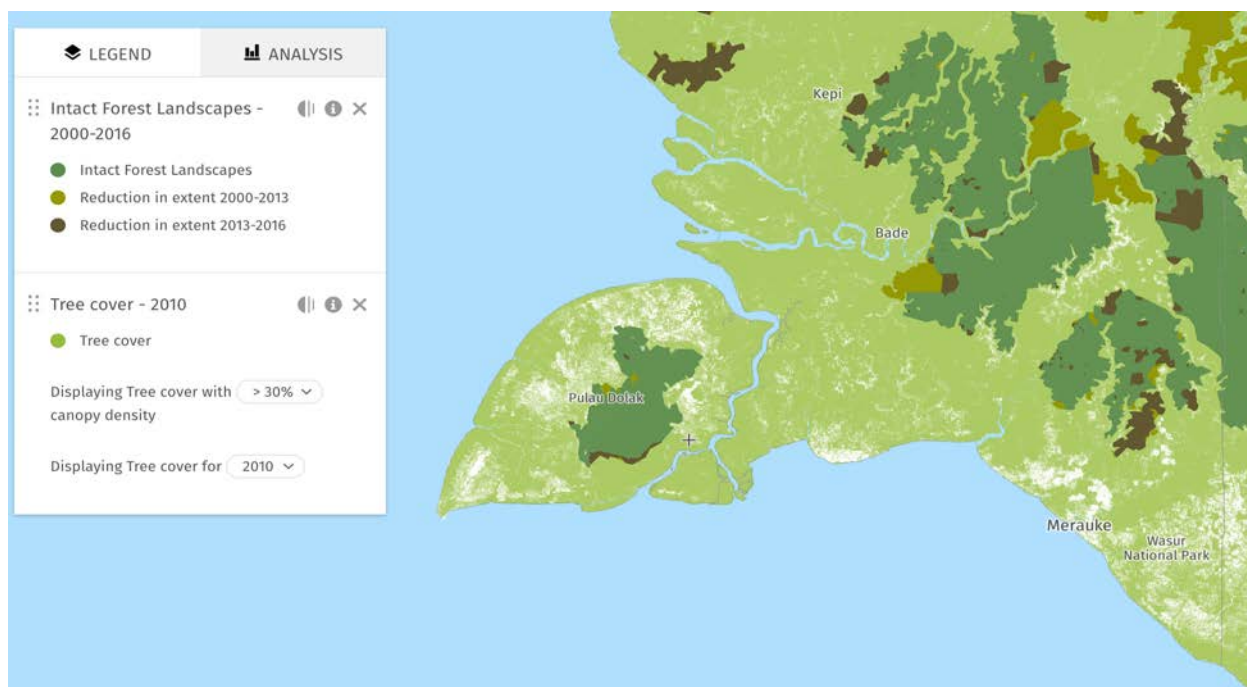 LEGEND
ANALYSIS
Intact Forest Landscapes -
2000-2016
Intact Forest Landscapes
Reduction in extent 2000-2013
Reduction in extent 2013-2016
Tree cover - 2010
Tree cover
Displaying Tree cover with > 30%
canopy density
Displaying Tree cover for 2010
Kepi
Bade
Pulau Dolak
Merauke
Wasur
National Park